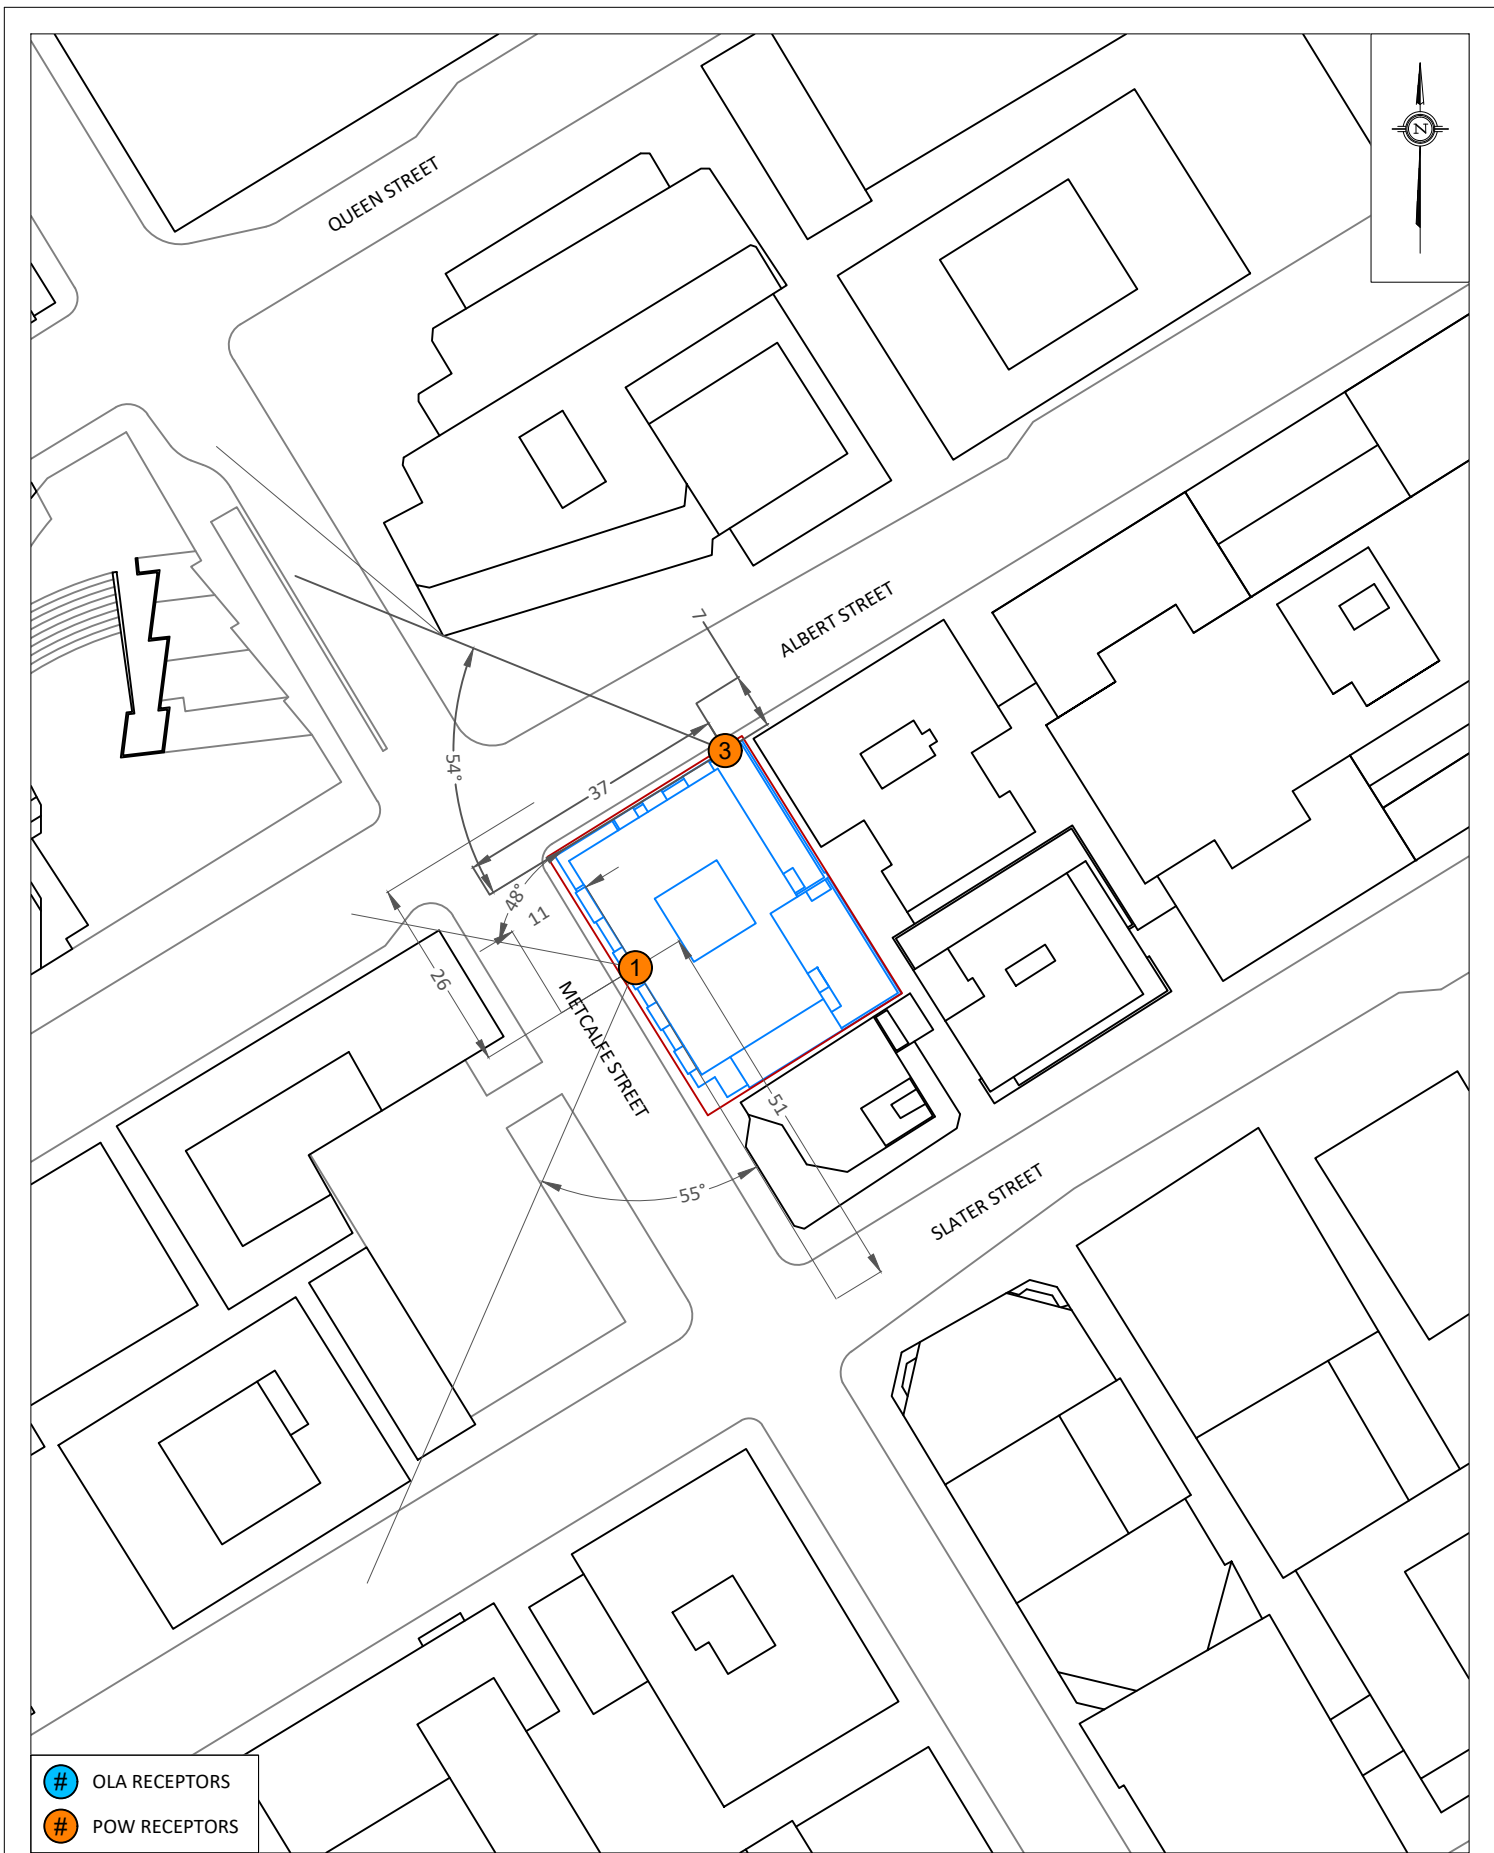 N
QUEEN STREET
ALBERT STREET
7
3
54°
37
48°
11
1
26
METCALFE STREET
51
55°
SLATER STREET
# OLA RECEPTORS
# POW RECEPTORS